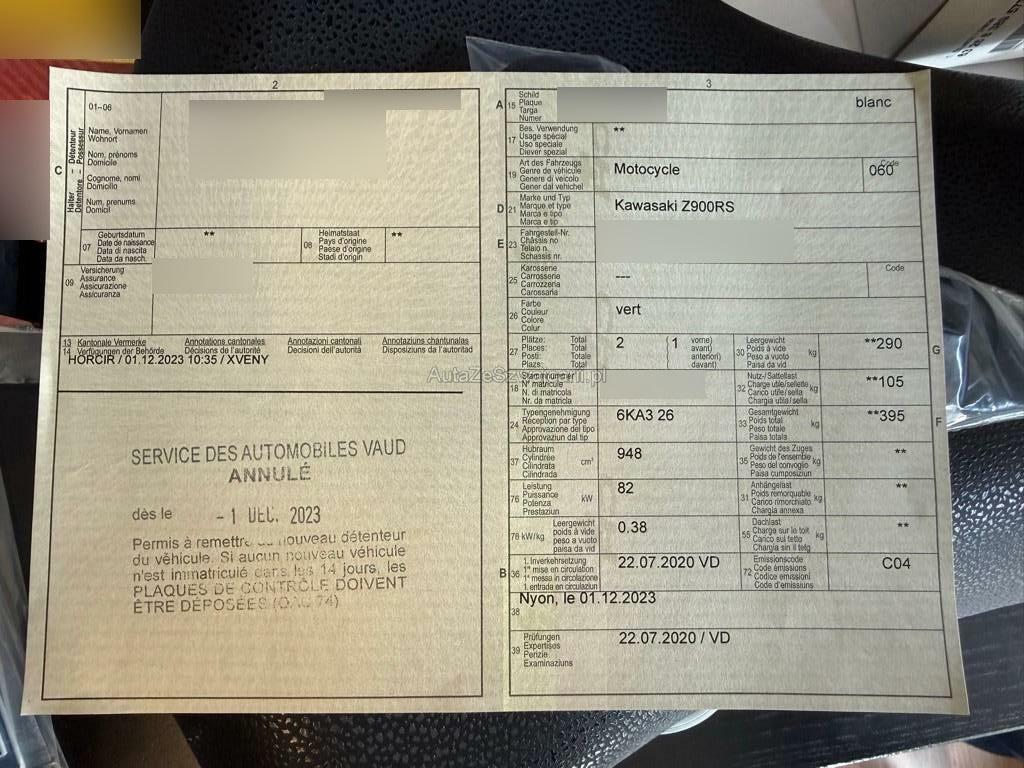 2
01–06
C
Halter – Détenteur
Detentore – Possessur
Name, Vornamen
Wohnort
Nom, prénoms
Domicile
Cognome, nomi
Domicilio
Num, prenums
Domicil
07
Geburtsdatum
Date de naissance
Data di nascita
Data da nasch.
**
08
Heimatstaat
Pays d'origine
Paese d'origine
Stadi d'origin
**
09
Versicherung
Assurance
Assicurazione
Assicuranza
13
14
Kantonale Vermerke
Verfügungen der Behörde
Annotations cantonales
Décisions de l'autorité
Annotazioni cantonali
Decisioni dell'autorità
Annotaziuns chantunalas
Disposiziuns da l'autoritad
HORCIR / 01.12.2023 10:35 / XVENY
SERVICE DES AUTOMOBILES VAUD
ANNULÉ
dès le - 1 DEC. 2023
Permis à remettre au nouveau détenteur
du véhicule. Si aucun nouveau véhicule
n'est immatriculé dans les 14 jours, les
PLAQUES DE CONTRÔLE DOIVENT
ÊTRE DÉPOSÉES (OAC 74)
3
A 15
Schild
Plaque
Targa
Numer
blanc
17
Bes. Verwendung
Usage spécial
Uso speciale
Diever spezial
**
19
Art des Fahrzeugs
Genre de véhicule
Genere di veicolo
Gener dal vehichel
Motocycle
Code
060
D 21
Marke und Typ
Marque et type
Marca e tipo
Marca e tip
Kawasaki Z900RS
E 23
Fahrgestell-Nr.
Châssis no
Telaio n.
Schassis nr.
25
Karosserie
Carrosserie
Carrozzeria
Carossaria
---
Code
26
Farbe
Couleur
Colore
Colur
vert
27
Plätze: Total
Places: Total
Posti: Totale
Plazs: Total
2 ( 1
vorne)
avant)
anteriori)
davant)
30
Leergewicht
Poids à vide
Peso a vuoto
Paisa da vid
kg
**290
G
18
Stammnummer
N° matricule
N. di matricola
Nr. da matricla
32
Nutz-/Sattellast
Charge utile/sellette
Carico utile/sella
Chargia utila/sella
kg
**105
24
Typengenehmigung
Réception par type
Approvazione del tipo
Approvaziun dal tip
6KA3 26
33
Gesamtgewicht
Poids total
Peso totale
Paisa totala
kg
**395
F
37
Hubraum
Cylindrée
Cilindrata
Cilindrada
cm³
948
35
Gewicht des Zuges
Poids de l'ensemble
Peso del convoglio
Paisa cumposiziun
kg
**
76
Leistung
Puissance
Potenza
Prestaziun
kW
82
31
Anhängelast
Poids remorquable
Carico rimorchiato
Chargia annexa
kg
**
78 kW/kg
Leergewicht
poids à vide
peso a vuoto
paisa da vid
0.38
55
Dachlast
Charge sur le toit
Carico sul tetto
Chargia sin il tetg
kg
**
B 36
1. Inverkehrsetzung
1re mise en circulation
1a messa in circolazione
1. entrada en circulaziun
22.07.2020 VD
72
Emissionscode
Code émissions
Codice emissioni
Code d'emissiuns
C04
38
Nyon, le 01.12.2023
39
Prüfungen
Expertises
Perizie
Examinaziuns
22.07.2020 / VD